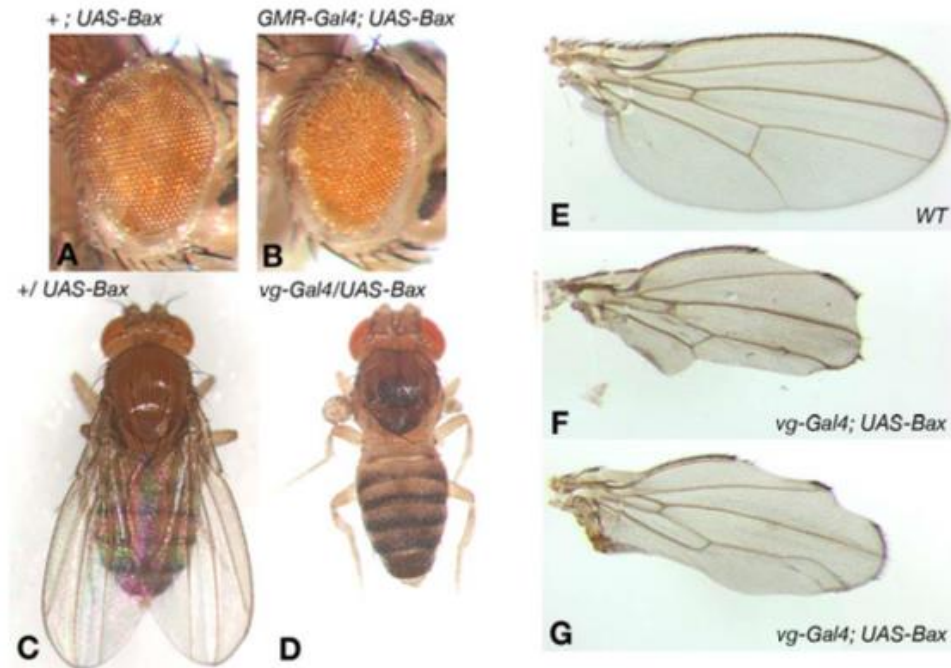 + ; UAS-Bax
GMR-Gal4; UAS-Bax
A
B
+/ UAS-Bax
vg-Gal4/UAS-Bax
C
D
E
WT
F
vg-Gal4; UAS-Bax
G
vg-Gal4; UAS-Bax